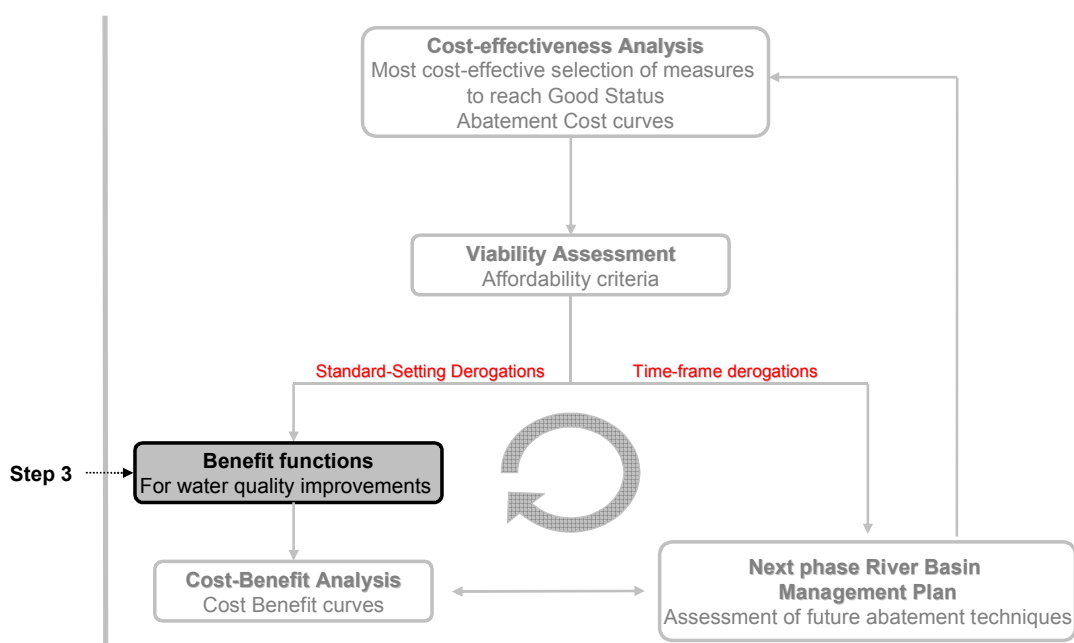 Cost-effectiveness Analysis
Most cost-effective selection of measures
to reach Good Status
Abatement Cost curves
Viability Assessment
Affordability criteria
Standard-Setting Derogations
Time-frame derogations
Step 3
Benefit functions
For water quality improvements
Cost-Benefit Analysis
Cost Benefit curves
Next phase River Basin
Management Plan
Assessment of future abatement techniques